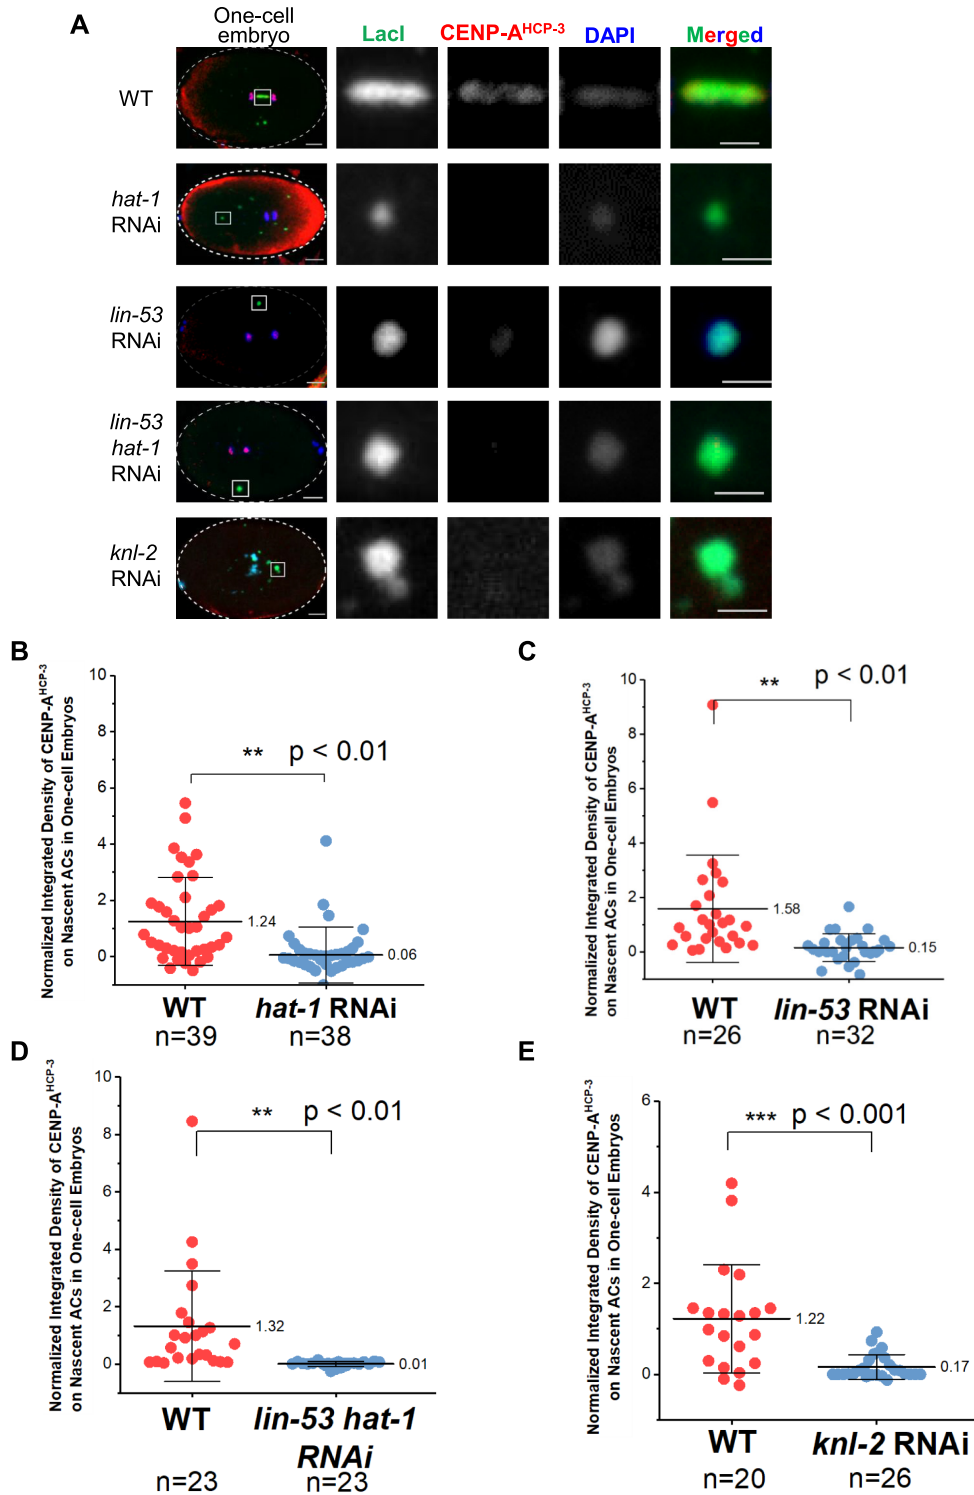 A
One-cell
embryo
LacI
CENP-A^HCP-3
DAPI
Merged
WT
hat-1
RNAi
lin-53
RNAi
lin-53
hat-1
RNAi
knl-2
RNAi
B
Normalized Integrated Density of CENP-A^HCP-3
on Nascent ACs in One-cell Embryos
10
8
6
4
2
0
** p < 0.01
1.24
0.06
WT
hat-1 RNAi
n=39
n=38
C
Normalized Integrated Density of CENP-A^HCP-3
on Nascent ACs in One-cell Embryos
10
8
6
4
2
0
** p < 0.01
1.58
0.15
WT
lin-53 RNAi
n=26
n=32
D
Normalized Integrated Density of CENP-A^HCP-3
on Nascent ACs in One-cell Embryos
10
8
6
4
2
0
** p < 0.01
1.32
0.01
WT
lin-53 hat-1
RNAi
n=23
n=23
E
Normalized Integrated Density of CENP-A^HCP-3
on Nascent ACs in One-cell Embryos
6
4
2
0
*** p < 0.001
1.22
0.17
WT
knl-2 RNAi
n=20
n=26